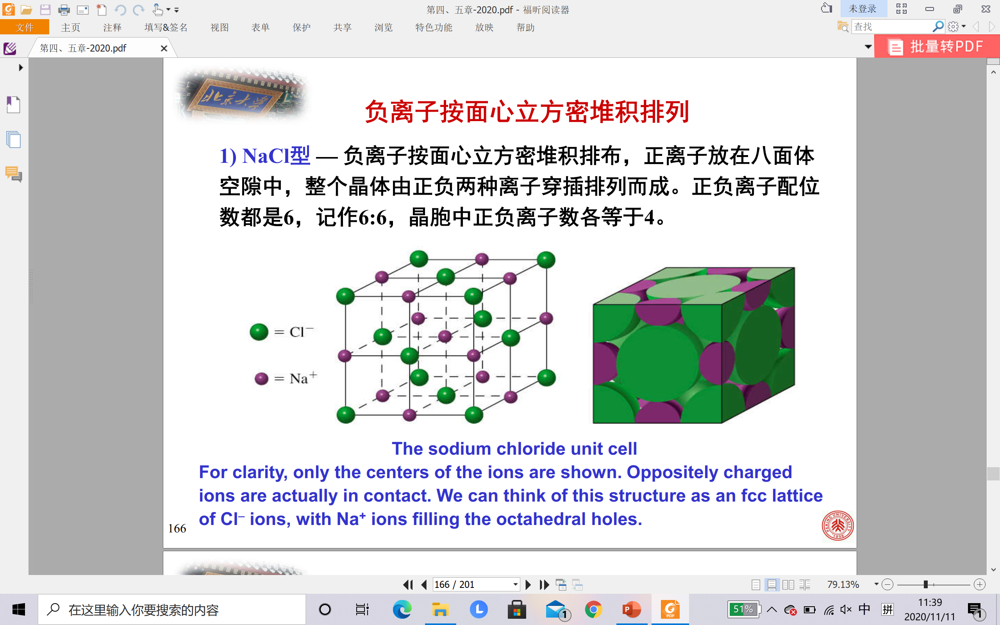 第四、五章-2020.pdf - 福昕阅读器
未登录
文件 主页 注释 填写&签名 视图 表单 保护 共享 浏览 特色功能 放映 帮助
查找
第四、五章-2020.pdf
批量转PDF
北京大学
负离子按面心立方密堆积排列
1) NaCl型 — 负离子按面心立方密堆积排布，正离子放在八面体
空隙中，整个晶体由正负两种离子穿插排列而成。正负离子配位
数都是6，记作6:6，晶胞中正负离子数各等于4。
= Cl⁻
= Na⁺
The sodium chloride unit cell
For clarity, only the centers of the ions are shown. Oppositely charged
ions are actually in contact. We can think of this structure as an fcc lattice
of Cl⁻ ions, with Na⁺ ions filling the octahedral holes.
166
PEKING UNIVERSITY
1898
166 / 201
79.13%
在这里输入你要搜索的内容
1
51%
中
拼
11:39
2020/11/11
1